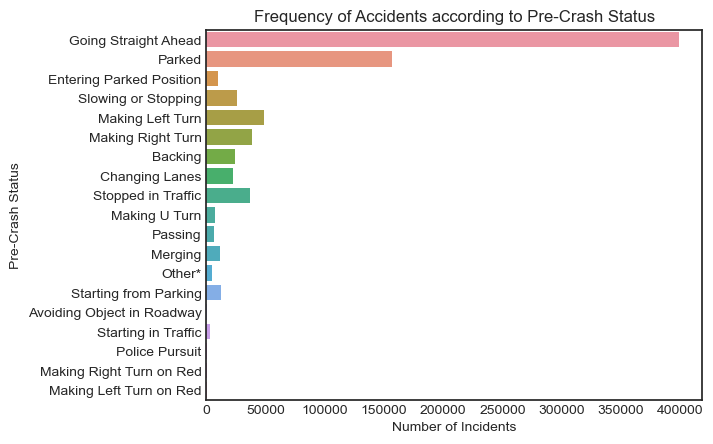 Frequency of Accidents according to Pre-Crash Status
Pre-Crash Status
Going Straight Ahead
Parked
Entering Parked Position
Slowing or Stopping
Making Left Turn
Making Right Turn
Backing
Changing Lanes
Stopped in Traffic
Making U Turn
Passing
Merging
Other*
Starting from Parking
Avoiding Object in Roadway
Starting in Traffic
Police Pursuit
Making Right Turn on Red
Making Left Turn on Red
0 50000 100000 150000 200000 250000 300000 350000 400000
Number of Incidents